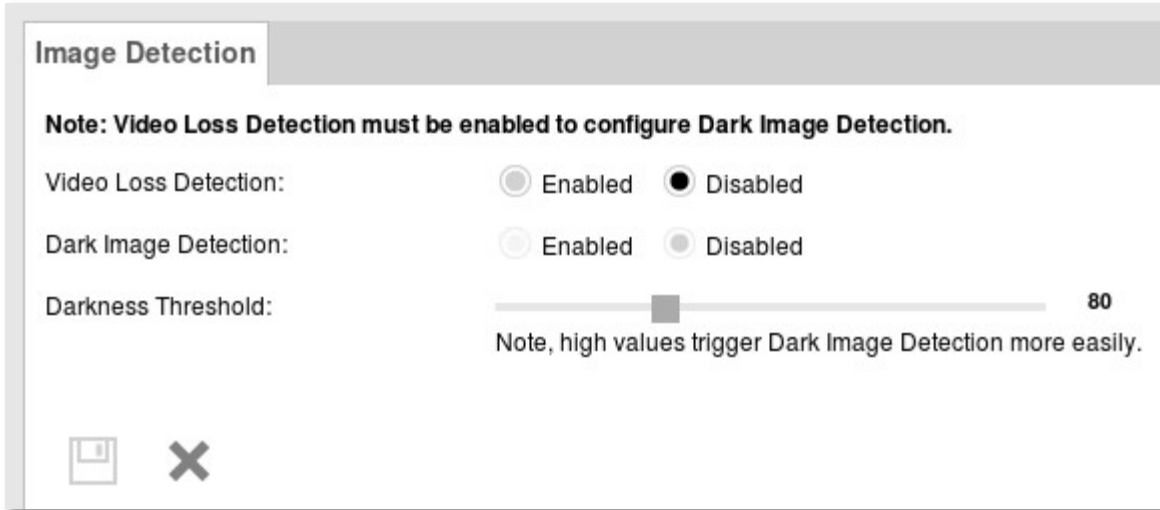 Image Detection
Note: Video Loss Detection must be enabled to configure Dark Image Detection.
Video Loss Detection: Enabled Disabled
Dark Image Detection: Enabled Disabled
Darkness Threshold: 80
Note, high values trigger Dark Image Detection more easily.